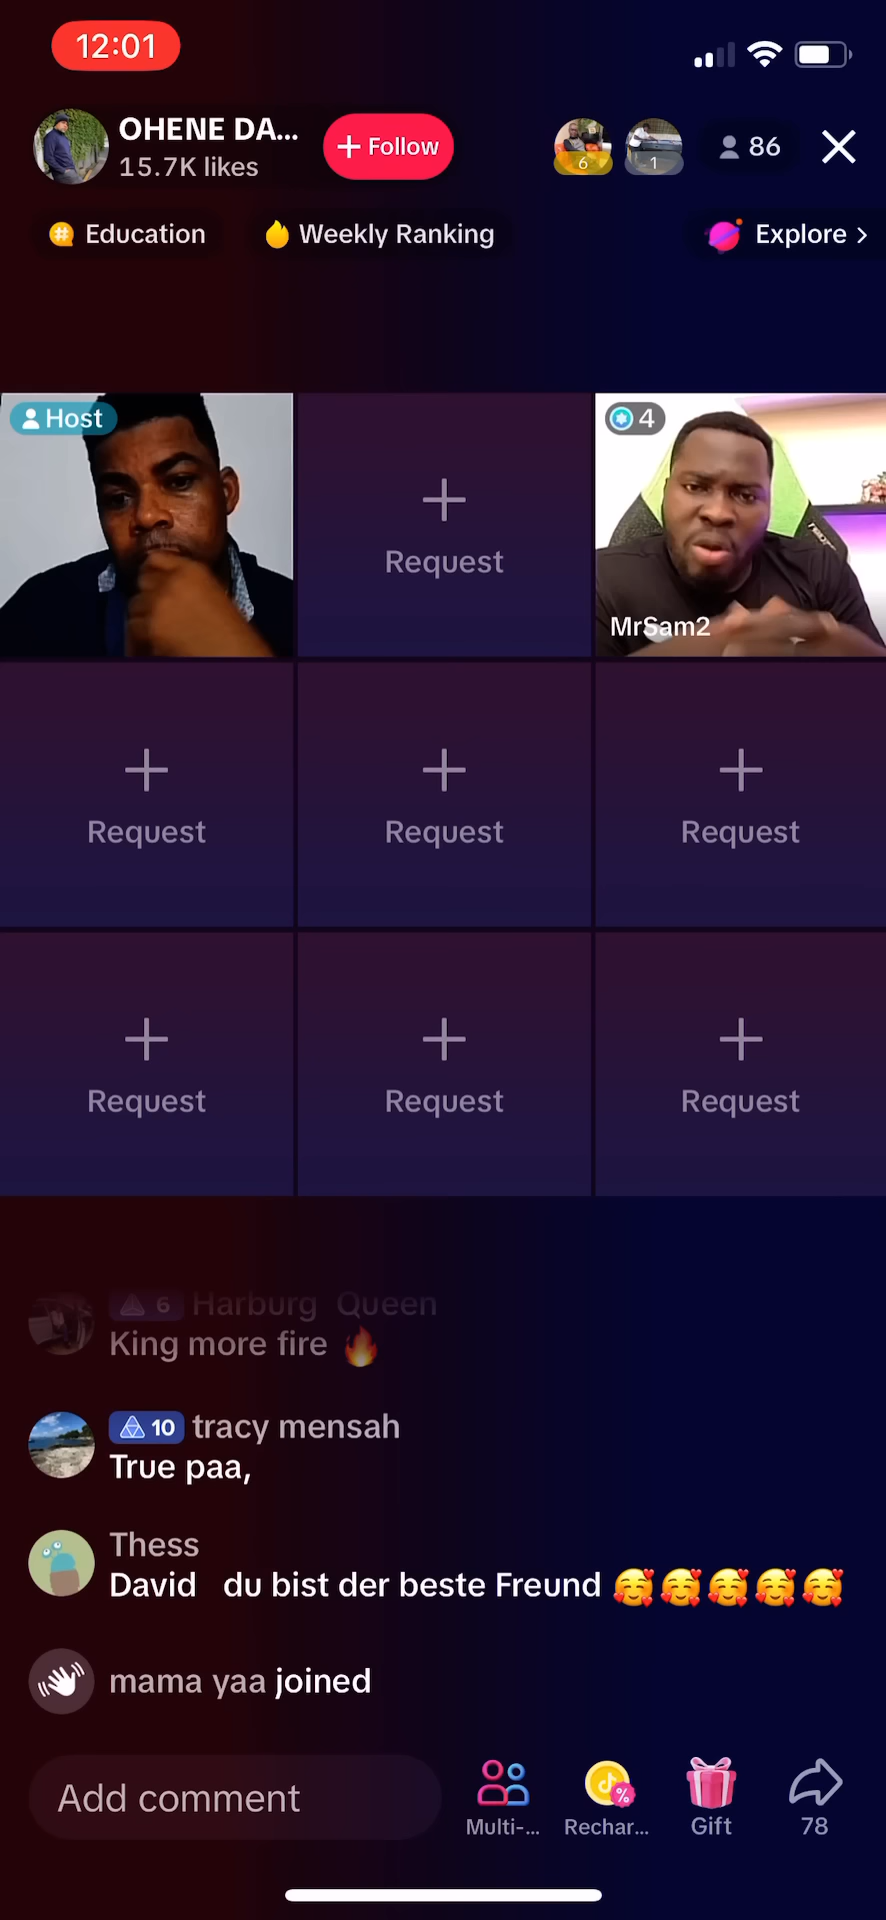 12:01
OHENE DA...
15.7K likes
+ Follow
6
1
86
Education
Weekly Ranking
Explore >
Host
Request
4
MrSam2
Request
Request
Request
Request
Request
Request
6 Harburg Queen
King more fire 🔥
10 tracy mensah
True paa,
Thess
David du bist der beste Freund 🥰🥰🥰🥰🥰
mama yaa joined
Add comment
Multi-...
Rechar...
Gift
78